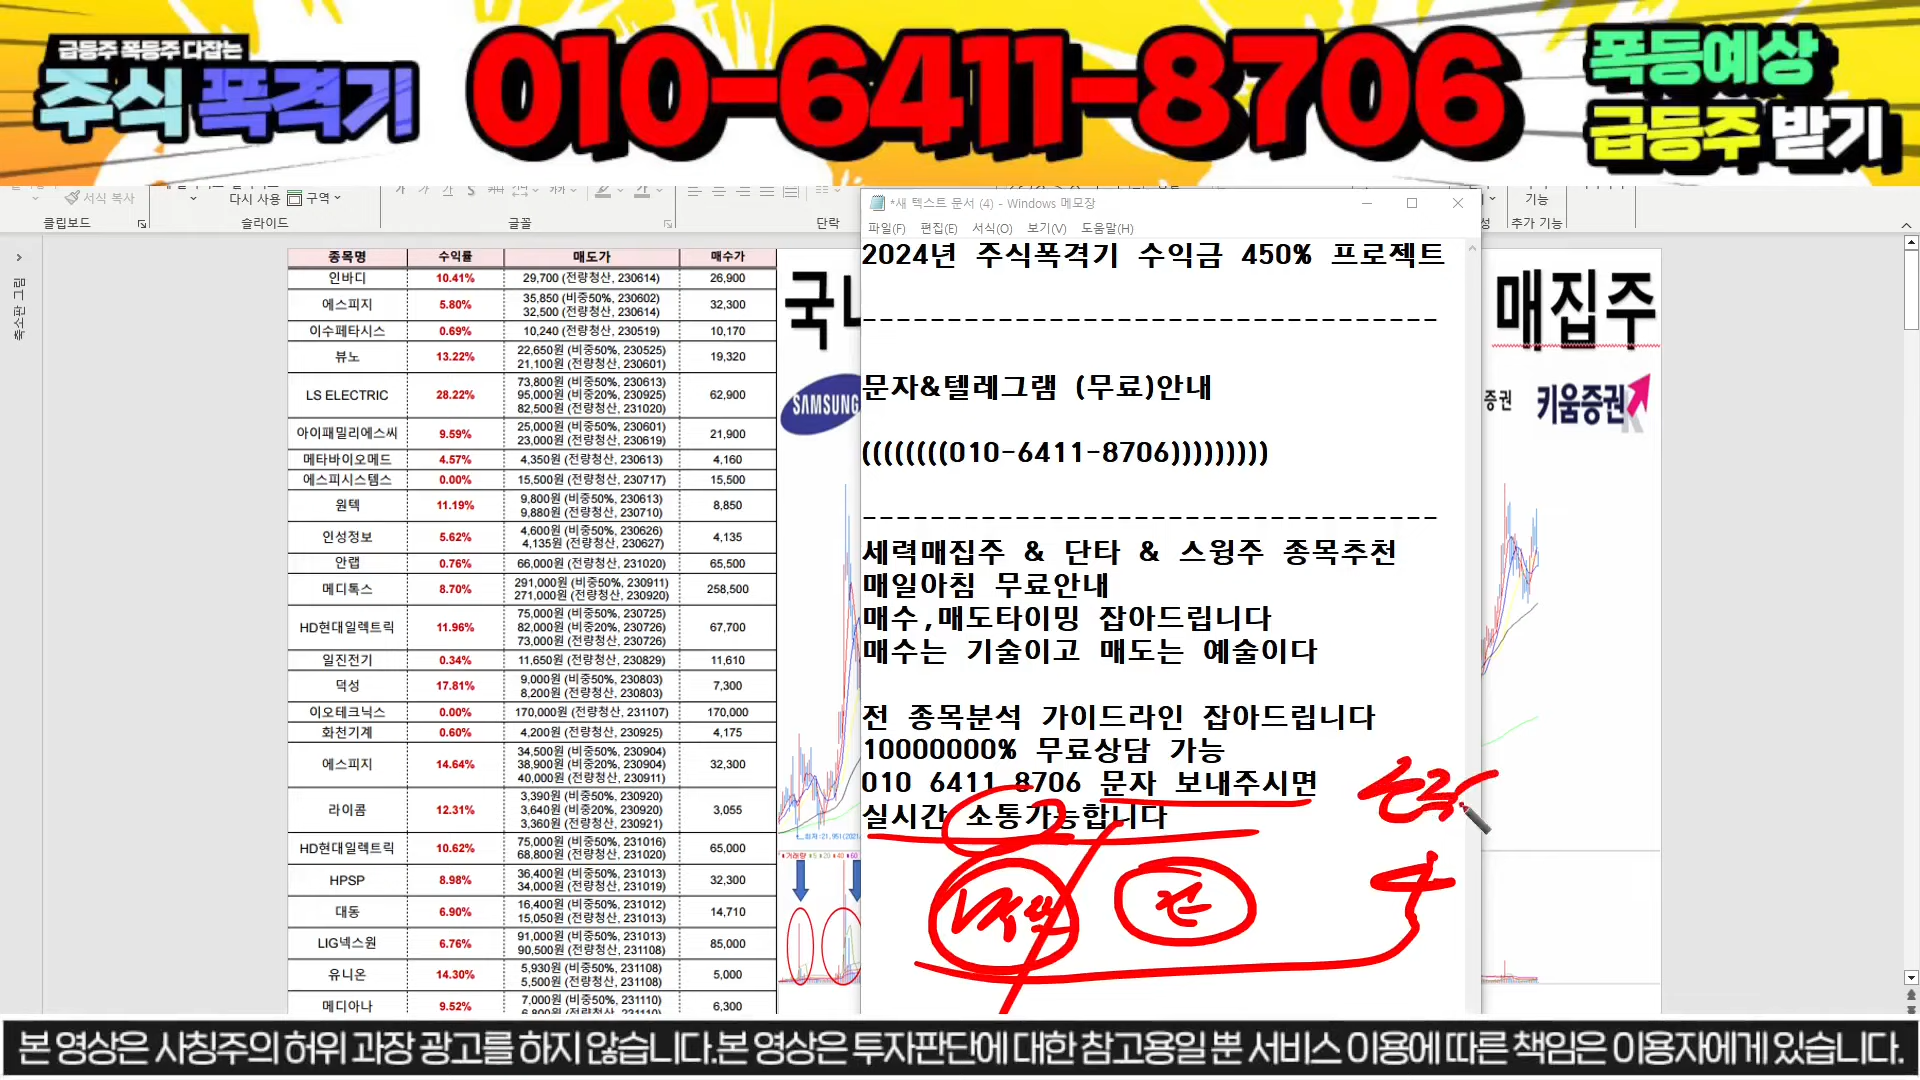 급등주 폭등주 다잡는
주식 폭격기
010-6411-8706
폭등예상
급등주 받기
서식 복사
다시 사용
구역
기능
클립보드
슬라이드
글꼴
단락
추가 기능
축소판 그림
종목명 수익률 매도가 매수가
인바디 10.41% 29,700 (전량청산, 230614) 26,900
에스피지 5.80% 35,850 (비중50%, 230602) 32,300
32,500 (전량청산, 230614)
이수페타시스 0.69% 10,240 (전량청산, 230519) 10,170
뷰노 13.22% 22,650원 (비중50%, 230525) 19,320
21,100원 (전량청산, 230601)
LS ELECTRIC 28.22% 73,800원 (비중50%, 230613) 62,900
95,000원 (비중20%, 230925)
82,500원 (전량청산, 231020)
아이패밀리에스씨 9.59% 25,000원 (비중50%, 230601) 21,900
23,000원 (전량청산, 230619)
메타바이오메드 4.57% 4,350원 (전량청산, 230613) 4,160
에스피시스템스 0.00% 15,500원 (전량청산, 230717) 15,500
원텍 11.19% 9,800원 (비중50%, 230613) 8,850
9,880원 (전량청산, 230710)
인성정보 5.62% 4,600원 (비중50%, 230626) 4,135
4,135원 (전량청산, 230627)
안랩 0.76% 66,000원 (전량청산, 231020) 65,500
메디톡스 8.70% 291,000원 (비중50%, 230911) 258,500
271,000원 (전량청산, 230920)
HD현대일렉트릭 11.96% 75,000원 (비중50%, 230725) 67,700
82,000원 (비중20%, 230726)
73,000원 (전량청산, 230726)
일진전기 0.34% 11,650원 (전량청산, 230829) 11,610
덕성 17.81% 9,000원 (비중50%, 230803) 7,300
8,200원 (전량청산, 230803)
이오테크닉스 0.00% 170,000원 (전량청산, 231107) 170,000
화천기계 0.60% 4,200원 (전량청산, 230925) 4,175
에스피지 14.64% 34,500원 (비중50%, 230904) 32,300
38,900원 (비중20%, 230904)
40,000원 (전량청산, 230911)
라이콤 12.31% 3,390원 (비중50%, 230920) 3,055
3,640원 (비중20%, 230920)
3,360원 (전량청산, 230921)
HD현대일렉트릭 10.62% 75,000원 (비중50%, 231016) 65,000
68,800원 (전량청산, 231020)
HPSP 8.98% 36,400원 (비중50%, 231013) 32,300
34,000원 (전량청산, 231019)
대동 6.90% 16,400원 (비중50%, 231012) 14,710
15,050원 (전량청산, 231013)
LIG넥스원 6.76% 91,000원 (비중50%, 231013) 85,000
90,500원 (전량청산, 231108)
유니온 14.30% 5,930원 (비중50%, 231108) 5,000
5,500원 (전량청산, 231108)
메디아나 9.52% 7,000원 (비중50%, 231110) 6,300
국
매집주
SAMSUNG
증권
키움증권
*새 텍스트 문서 (4) - Windows 메모장
파일(F) 편집(E) 서식(O) 보기(V) 도움말(H)
2024년 주식폭격기 수익금 450% 프로젝트
----------------------------------
문자&텔레그램 (무료)안내
((((((((010-6411-8706)))))))))
----------------------------------
세력매집주 & 단타 & 스윙주 종목추천
매일아침 무료안내
매수,매도타이밍 잡아드립니다
매수는 기술이고 매도는 예술이다
전 종목분석 가이드라인 잡아드립니다
10000000% 무료상담 가능
010 6411 8706 문자 보내주시면
실시간 소통가능합니다
전
본 영상은 사칭주의 허위 과장 광고를 하지 않습니다.본 영상은 투자판단에 대한 참고용일 뿐 서비스 이용에 따른 책임은 이용자에게 있습니다.